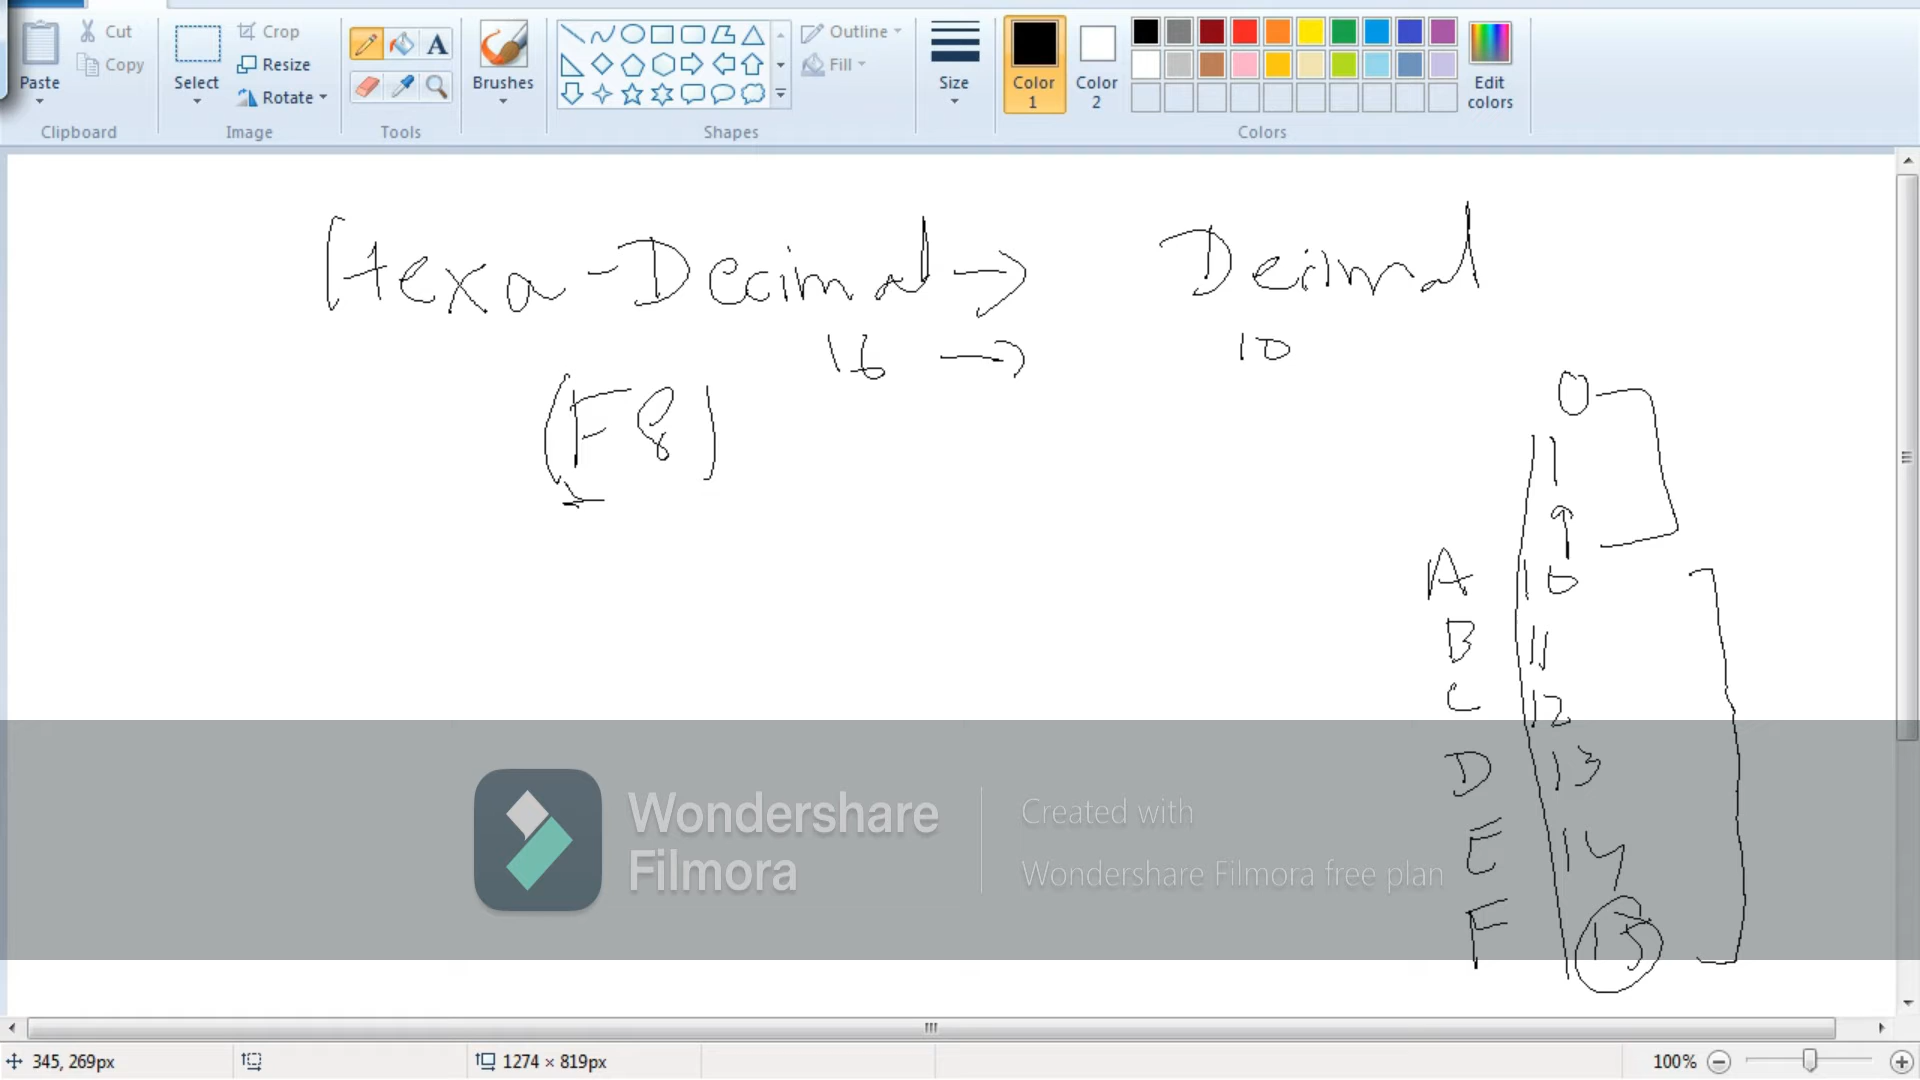 Cut
Copy
Paste
Clipboard
Crop
Resize
Rotate
Select
Image
A
Tools
Brushes
Outline
Fill
Shapes
Size
Color 1
Color 2
Edit colors
Colors
Hexa-Decimal → Decimal
16 → 10
(F8)
0
1
9
A 10
B 11
C 12
D 13
E 14
F 15
Wondershare
Filmora
Created with
Wondershare Filmora free plan
345, 269px
1274 × 819px
100%